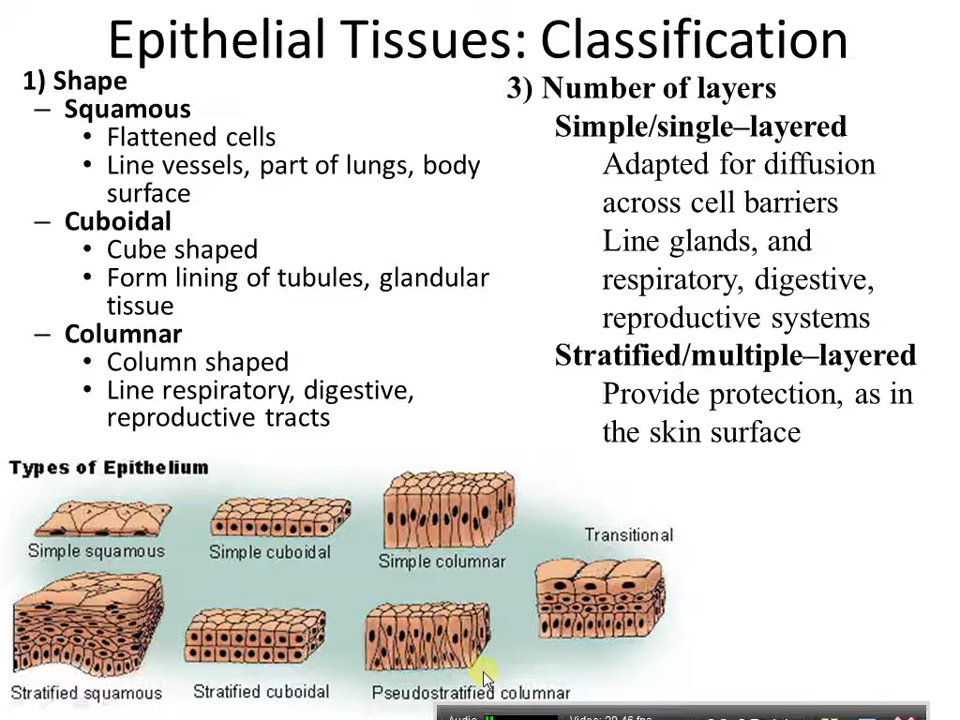 Epithelial Tissues: Classification
1) Shape
– Squamous
• Flattened cells
• Line vessels, part of lungs, body
surface
– Cuboidal
• Cube shaped
• Form lining of tubules, glandular
tissue
– Columnar
• Column shaped
• Line respiratory, digestive,
reproductive tracts
3) Number of layers
Simple/single–layered
Adapted for diffusion
across cell barriers
Line glands, and
respiratory, digestive,
reproductive systems
Stratified/multiple–layered
Provide protection, as in
the skin surface
Types of Epithelium
Simple squamous
Simple cuboidal
Simple columnar
Transitional
Stratified squamous
Stratified cuboidal
Pseudostratified columnar